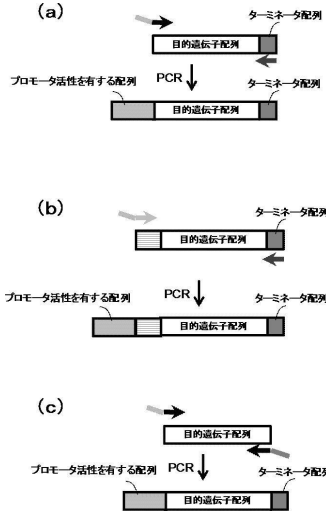 (a)
ターミネータ配列
目的遺伝子配列
プロモータ活性を有する配列
PCR
ターミネータ配列
目的遺伝子配列
(b)
ターミネータ配列
目的遺伝子配列
プロモータ活性を有する配列
PCR
ターミネータ配列
目的遺伝子配列
(c)
目的遺伝子配列
プロモータ活性を有する配列
PCR
ターミネータ配列
目的遺伝子配列